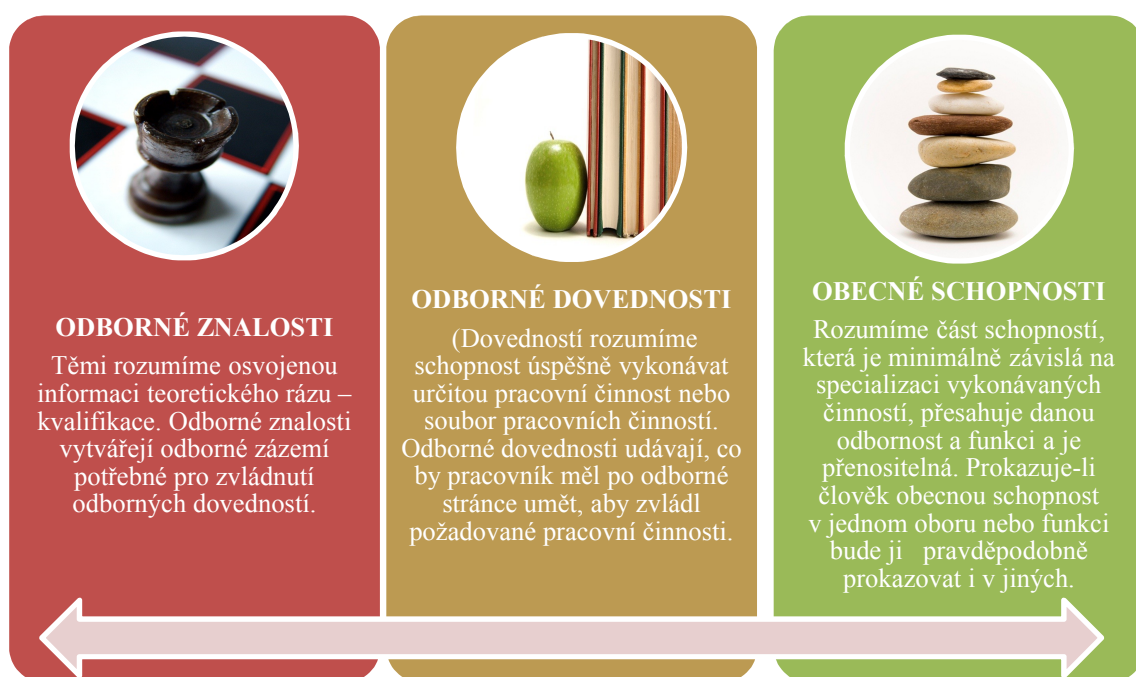 ODBORNÉ ZNALOSTI
Těmi rozumíme osvojenou
informaci teoretického rázu –
kvalifikace. Odborné znalosti
vytvářejí odborné zázemí
potřebné pro zvládnutí
odborných dovedností.
ODBORNÉ DOVEDNOSTI
(Dovedností rozumíme
schopnost úspěšně vykonávat
určitou pracovní činnost nebo
soubor pracovních činností.
Odborné dovednosti udávají, co
by pracovník měl po odborné
stránce umět, aby zvládl
požadované pracovní činnosti.
OBECNÉ SCHOPNOSTI
Rozumíme část schopností,
která je minimálně závislá na
specializaci vykonávaných
činností, přesahuje danou
odbornost a funkci a je
přenositelná. Prokazuje-li
člověk obecnou schopnost
v jednom oboru nebo funkci
bude ji   pravděpodobně
prokazovat i v jiných.